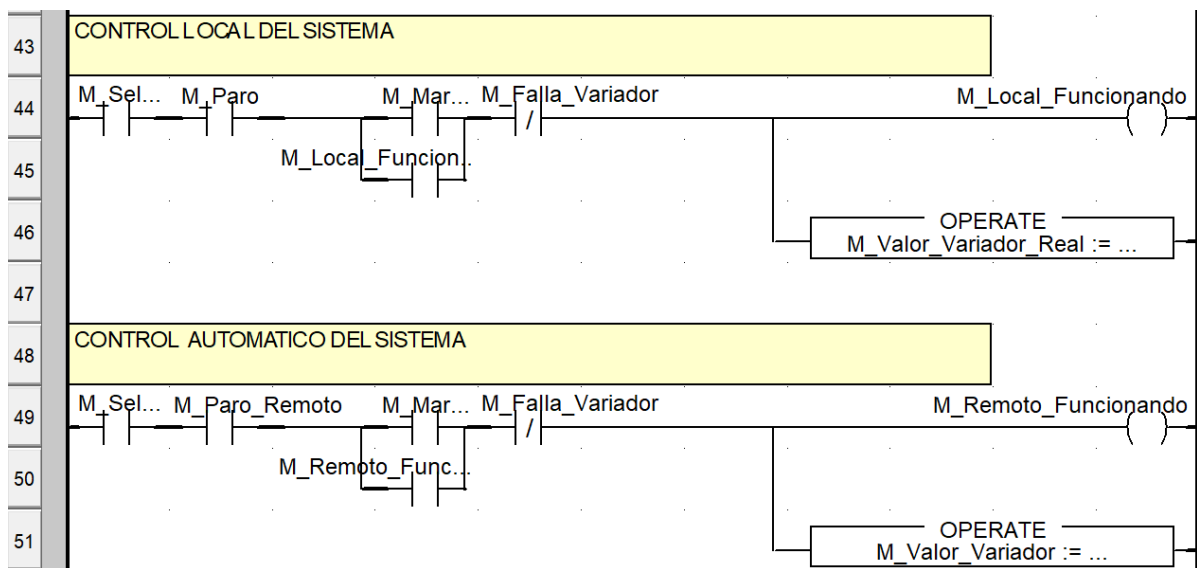 43
CONTROL LOCAL DEL SISTEMA
44
M_Sel... M_Paro M_Mar... M_Falla_Variador M_Local_Funcionando
45
M_Local_Funcion..
46
OPERATE
M_Valor_Variador_Real := ...
47
48
CONTROL AUTOMATICO DEL SISTEMA
49
M_Sel... M_Paro_Remoto M_Mar... M_Falla_Variador M_Remoto_Funcionando
50
M_Remoto_Func...
51
OPERATE
M_Valor_Variador := ...